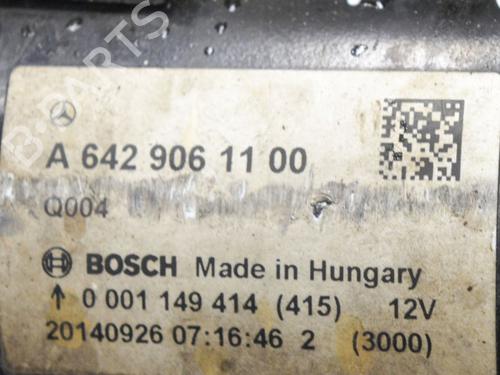 B-PARTS
A 642 906 11 00
Q004
BOSCH Made in Hungary
↑ 0 001 149 414 (415) 12V
20140926 07:16:46 2 (3000)